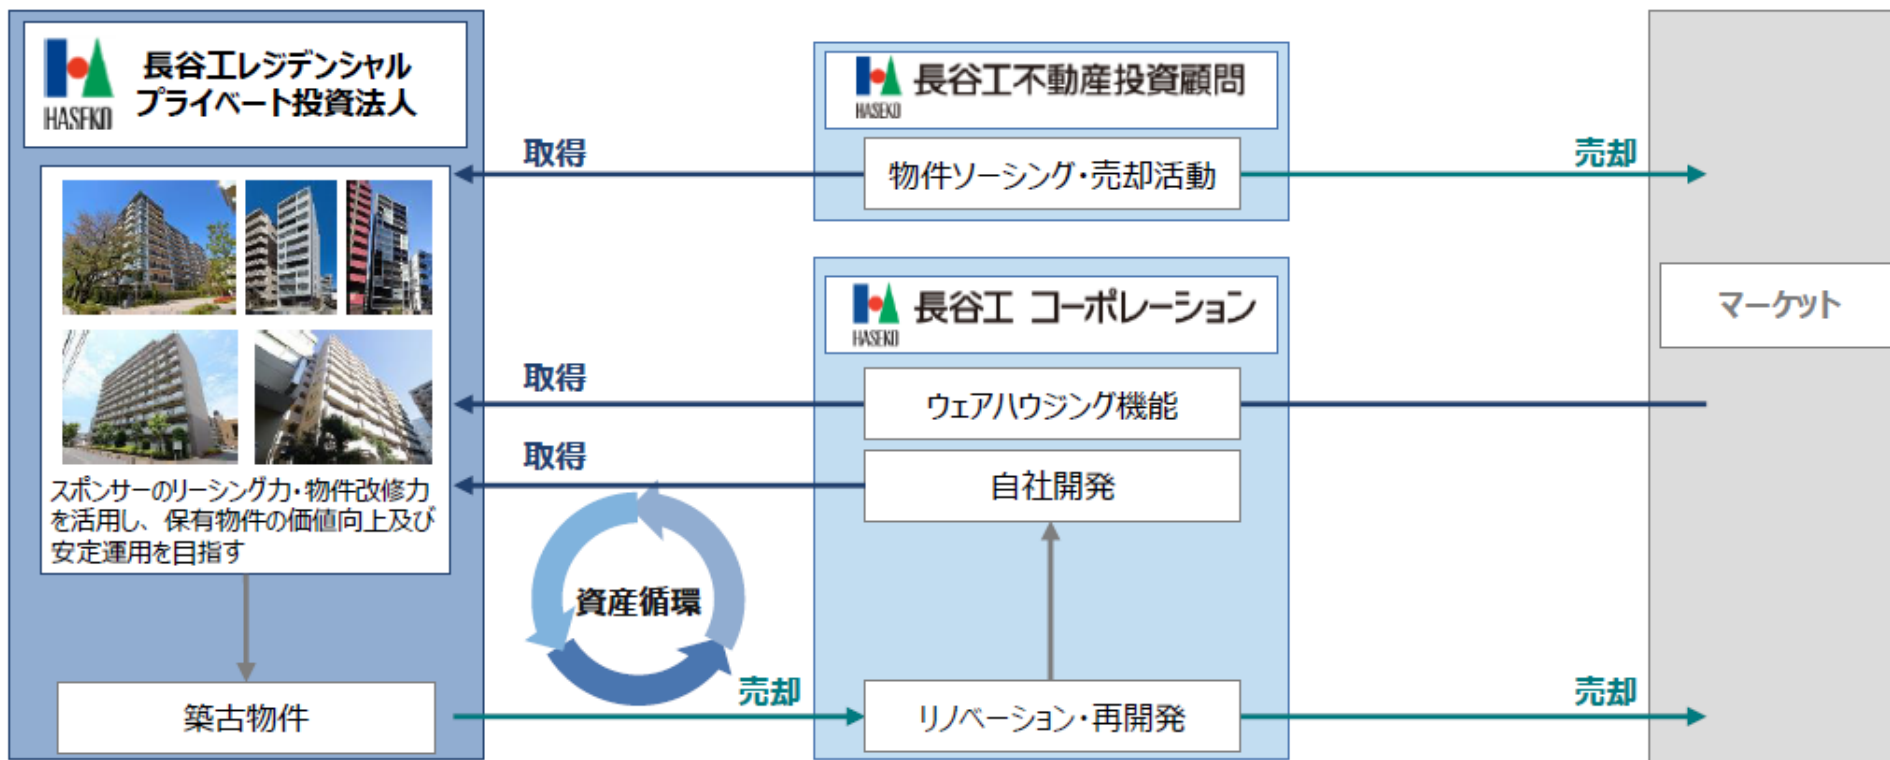 HASEKO
長谷工レジデンシャル
プライベート投資法人
スポンサーのリーシング力・物件改修力
を活用し、保有物件の価値向上及び
安定運用を目指す
築古物件
取得
取得
取得
資産循環
売却
HASEKO
長谷工不動産投資顧問
物件ソーシング・売却活動
HASEKO
長谷工 コーポレーション
ウェアハウジング機能
自社開発
リノベーション・再開発
売却
売却
マーケット